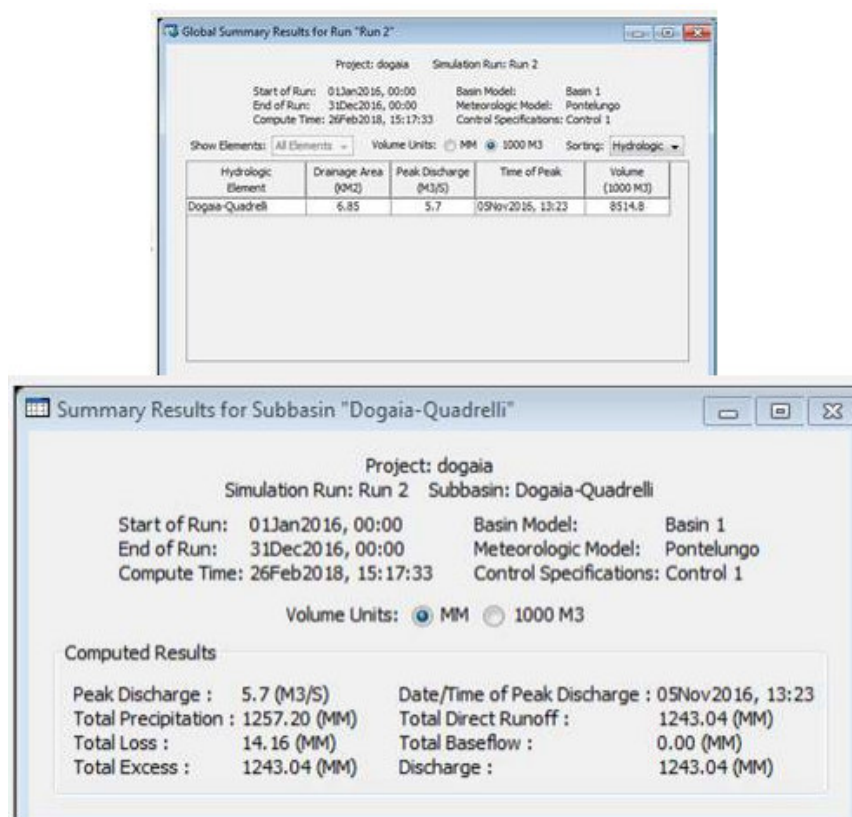 Global Summary Results for Run "Run 2"
Project: dogaia Simulation Run: Run 2
Start of Run: 01Jan2016, 00:00 Basin Model: Basin 1
End of Run: 31Dec2016, 00:00 Meteorologic Model: Pontelungo
Compute Time: 26Feb2018, 15:17:33 Control Specifications: Control 1
Show Elements: All Elements Volume Units: MM 1000 M3 Sorting: Hydrologic
Hydrologic Drainage Area Peak Discharge Time of Peak Volume
Element (KM2) (M3/S) (1000 M3)
Dogaia-Quadrelli 6.85 5.7 05Nov2016, 13:23 8514.8
Summary Results for Subbasin "Dogaia-Quadrelli"
Project: dogaia
Simulation Run: Run 2 Subbasin: Dogaia-Quadrelli
Start of Run: 01Jan2016, 00:00 Basin Model: Basin 1
End of Run: 31Dec2016, 00:00 Meteorologic Model: Pontelungo
Compute Time: 26Feb2018, 15:17:33 Control Specifications: Control 1
Volume Units: MM 1000 M3
Computed Results
Peak Discharge : 5.7 (M3/S) Date/Time of Peak Discharge : 05Nov2016, 13:23
Total Precipitation : 1257.20 (MM) Total Direct Runoff : 1243.04 (MM)
Total Loss : 14.16 (MM) Total Baseflow : 0.00 (MM)
Total Excess : 1243.04 (MM) Discharge : 1243.04 (MM)